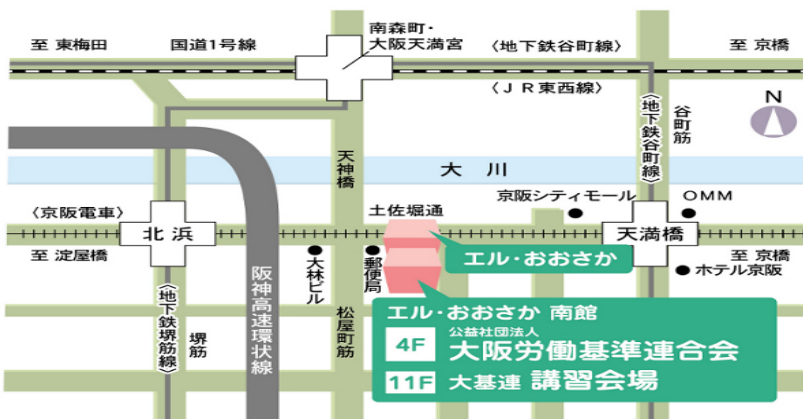 南森町・
大阪天満宮
至 東梅田
国道1号線
〈地下鉄谷町線〉
至 京橋
〈JR東西線〉
〈地下鉄谷町線〉
谷町筋
N
天神橋
大川
京阪シティモール
OMM
〈京阪電車〉
土佐堀通
北浜
天満橋
至 淀屋橋
大林ビル
郵便局
エル・おおさか
至 京橋
ホテル京阪
阪神高速環状線
〈地下鉄堺筋線〉
堺筋
松屋町筋
エル・おおさか 南館
4F 公益社団法人
大阪労働基準連合会
11F 大基連 講習会場